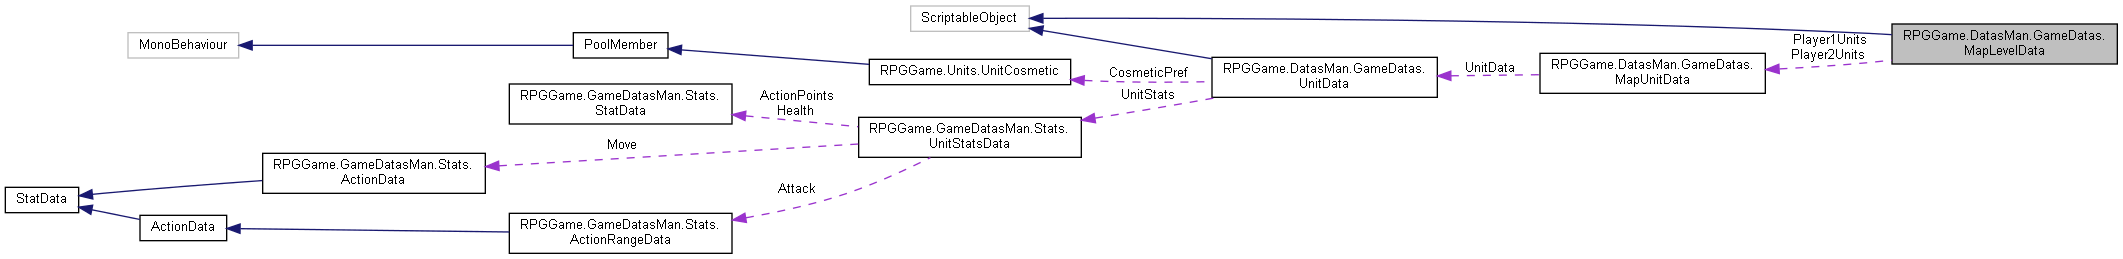 ScriptableObject
MonoBehaviour
PoolMember
RPGGame.Units.UnitCosmetic
CosmeticPref
UnitStats
RPGGame.DatasMan.GameDatas.
UnitData
UnitData
RPGGame.DatasMan.GameDatas.
MapUnitData
Player1Units
Player2Units
RPGGame.DatasMan.GameDatas.
MapLevelData
RPGGame.GameDatasMan.Stats.
StatData
ActionPoints
Health
RPGGame.GameDatasMan.Stats.
UnitStatsData
Move
RPGGame.GameDatasMan.Stats.
ActionData
StatData
Attack
ActionData
RPGGame.GameDatasMan.Stats.
ActionRangeData